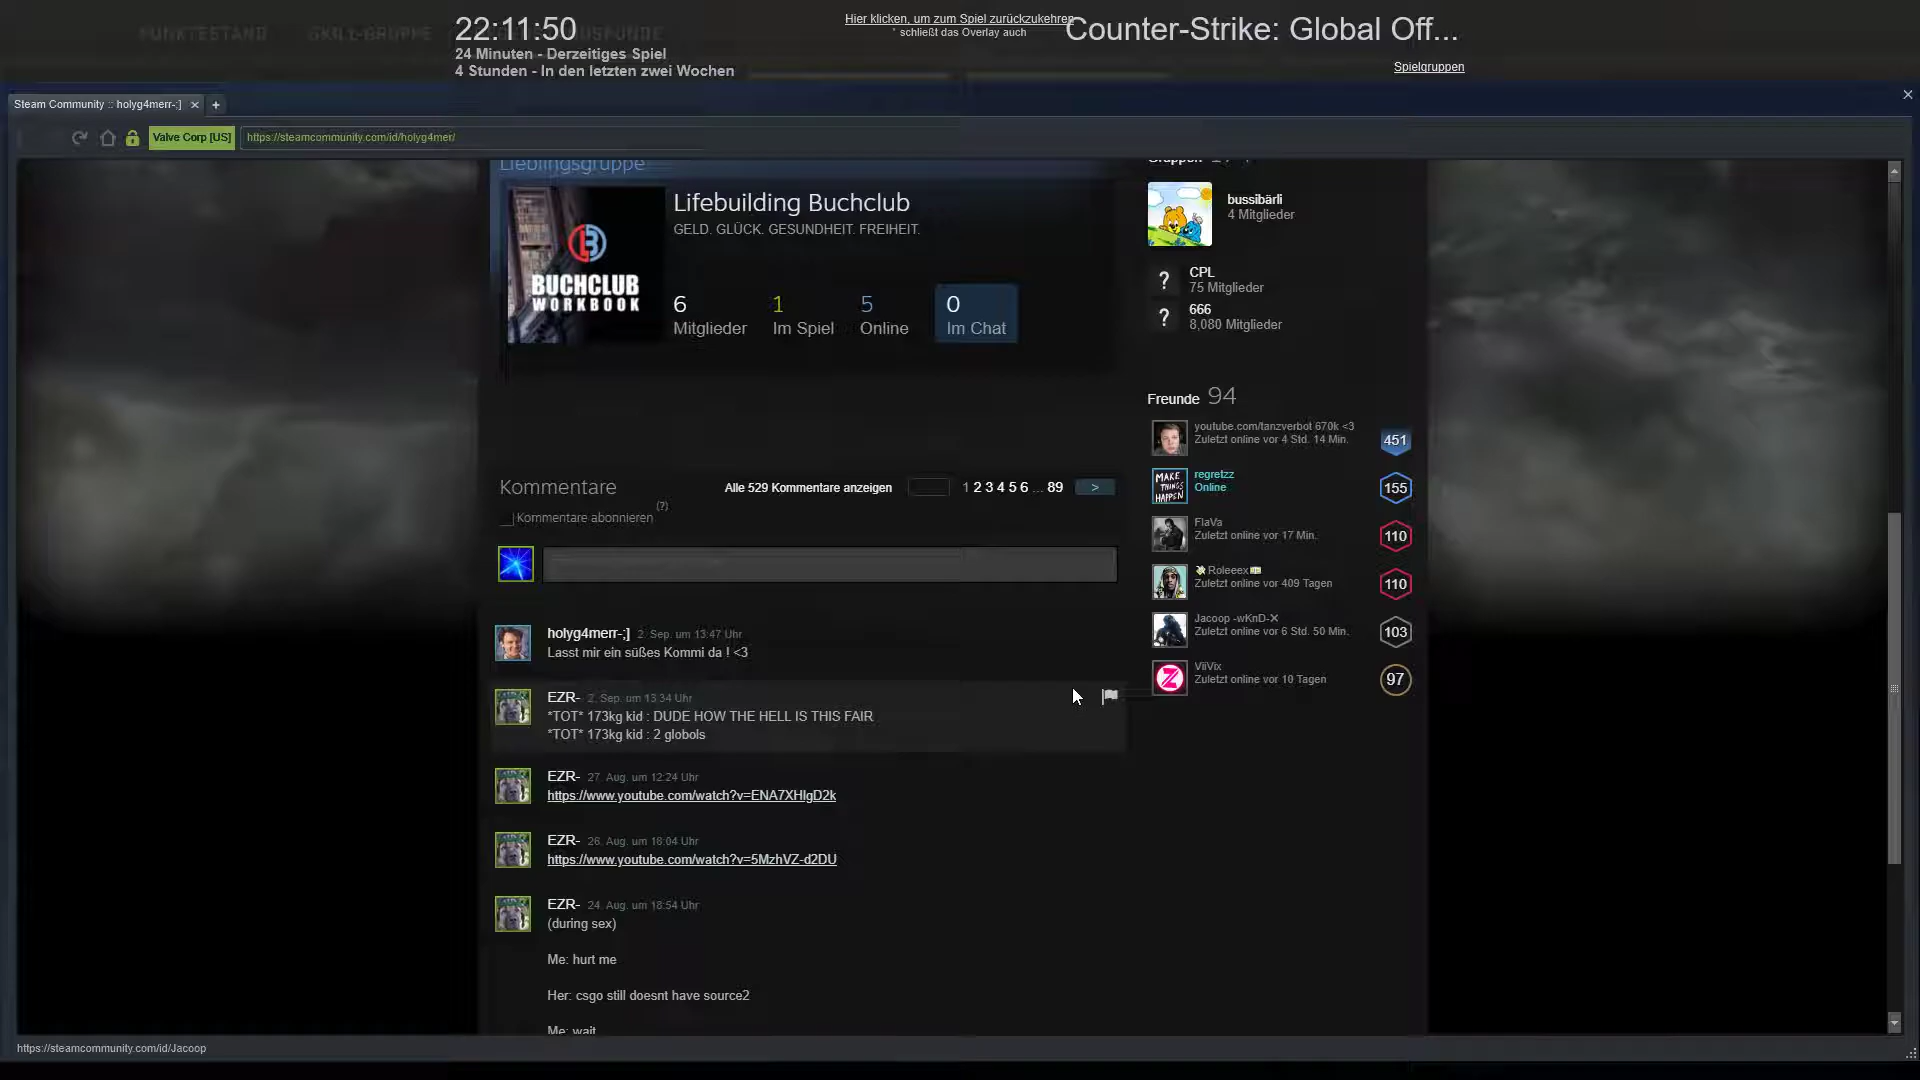 PUNKTESTAND SKILL-GRUPPE
22:11:50
24 Minuten - Derzeitiges Spiel
4 Stunden - In den letzten zwei Wochen
Hier klicken, um zum Spiel zurückzukehren
* schließt das Overlay auch
Counter-Strike: Global Off...
Spielgruppen
Steam Community :: holyg4merr-;]
Valve Corp [US]
https://steamcommunity.com/id/holyg4mer/
Lieblingsgruppe
Lifebuilding Buchclub
GELD. GLÜCK. GESUNDHEIT. FREIHEIT.
BUCHCLUB
WORKBOOK
6 Mitglieder
1 Im Spiel
5 Online
0 Im Chat
Gruppen
bussibärli
4 Mitglieder
CPL
75 Mitglieder
666
8,080 Mitglieder
Freunde 94
youtube.com/tanzverbot 670k <3
Zuletzt online vor 4 Std. 14 Min.
451
MAKE THINGS HAPPEN
regretzz
Online
155
FlaVa
Zuletzt online vor 17 Min.
110
Roleeex
Zuletzt online vor 409 Tagen
110
Jacoop -wKnD-X
Zuletzt online vor 6 Std. 50 Min.
103
ViiVix
Zuletzt online vor 10 Tagen
97
Kommentare
Alle 529 Kommentare anzeigen
1 2 3 4 5 6 ... 89 >
Kommentare abonnieren (?)
holyg4merr-;] 2. Sep. um 13:47 Uhr
Lasst mir ein süßes Kommi da ! <3
EZR- 2. Sep. um 13:34 Uhr
*TOT* 173kg kid : DUDE HOW THE HELL IS THIS FAIR
*TOT* 173kg kid : 2 globols
EZR- 27. Aug. um 12:24 Uhr
https://www.youtube.com/watch?v=ENA7XHIgD2k
EZR- 26. Aug. um 18:04 Uhr
https://www.youtube.com/watch?v=5MzhVZ-d2DU
EZR- 24. Aug. um 18:54 Uhr
(during sex)
Me: hurt me
Her: csgo still doesnt have source2
Me: wait
https://steamcommunity.com/id/Jacoop